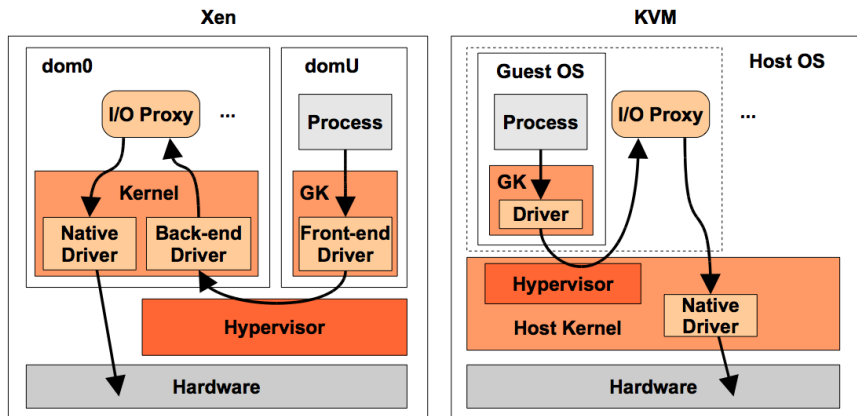 Xen
dom0
domU
I/O Proxy
...
Process
Kernel
GK
Native
Driver
Back-end
Driver
Front-end
Driver
Hypervisor
Hardware
KVM
Guest OS
Host OS
Process
I/O Proxy
...
GK
Driver
Hypervisor
Host Kernel
Native
Driver
Hardware